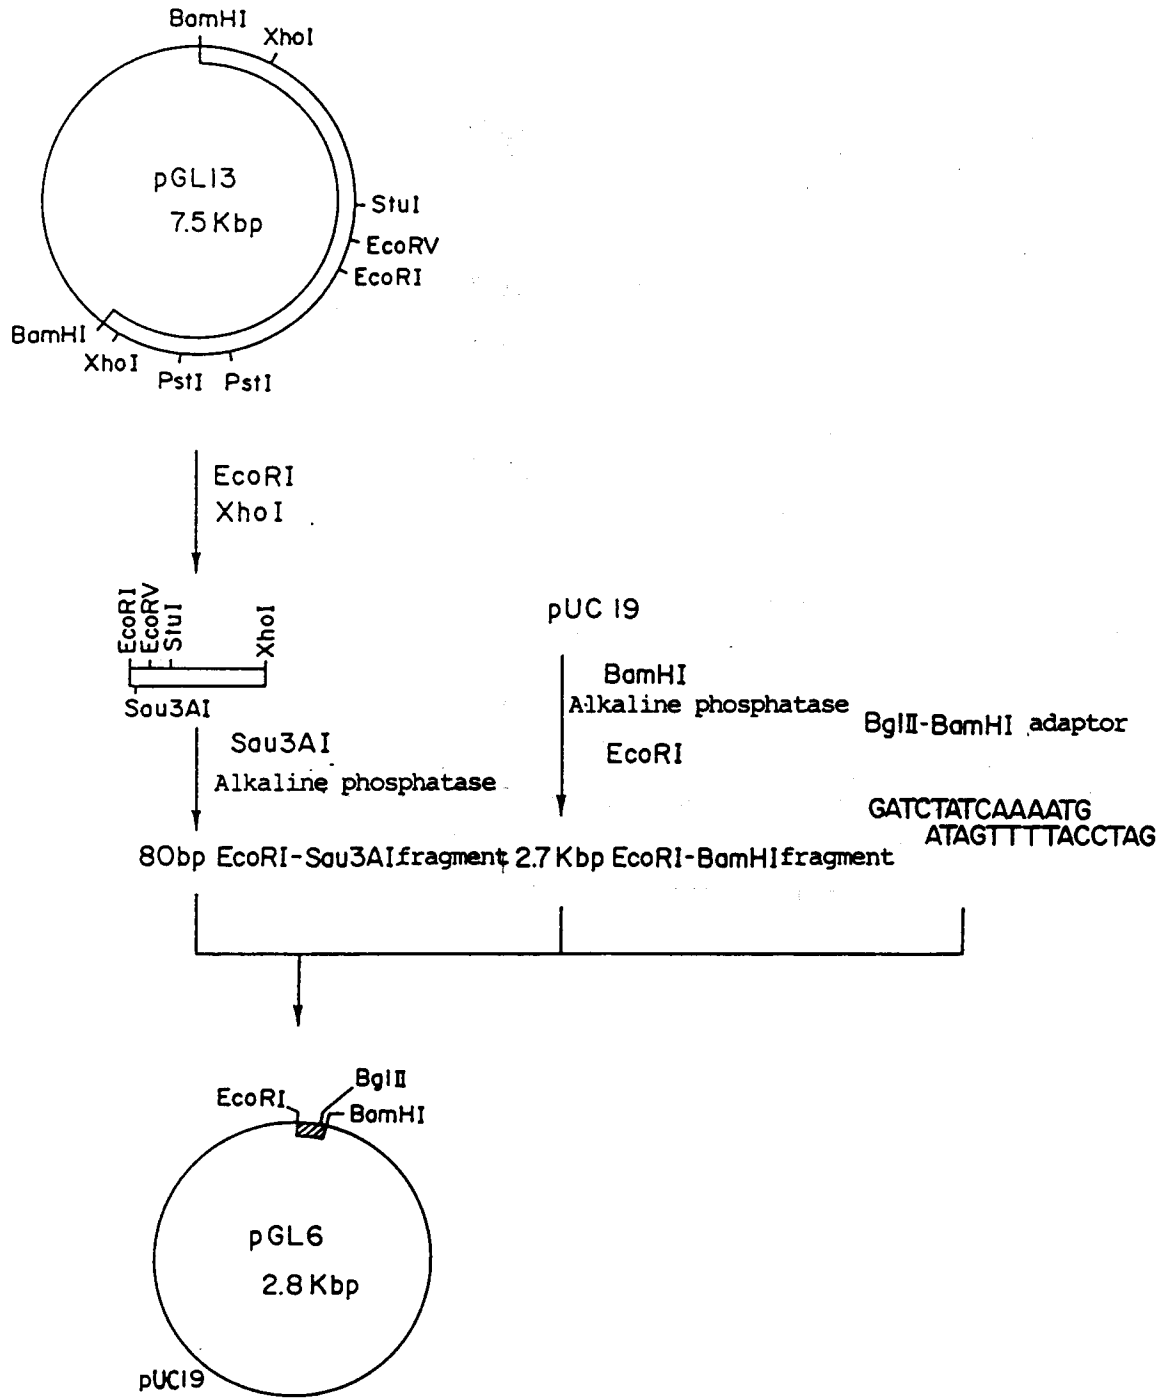 BamHI
XhoI
pGL13
7.5 Kbp
StuI
EcoRV
EcoRI
BamHI
XhoI
PstI PstI
EcoRI
XhoI
EcoRI
EcoRV
StuI
XhoI
Sau3AI
pUC 19
BamHI
Alkaline phosphatase
EcoRI
Sau3AI
Alkaline phosphatase
BglII-BamHI adaptor
GATCTATCAAAATG
ATAGTTTTACCTAG
80bp EcoRI-Sau3AI fragment
2.7 Kbp EcoRI-BamHI fragment
EcoRI
BglII
BamHI
pGL6
2.8 Kbp
pUC19